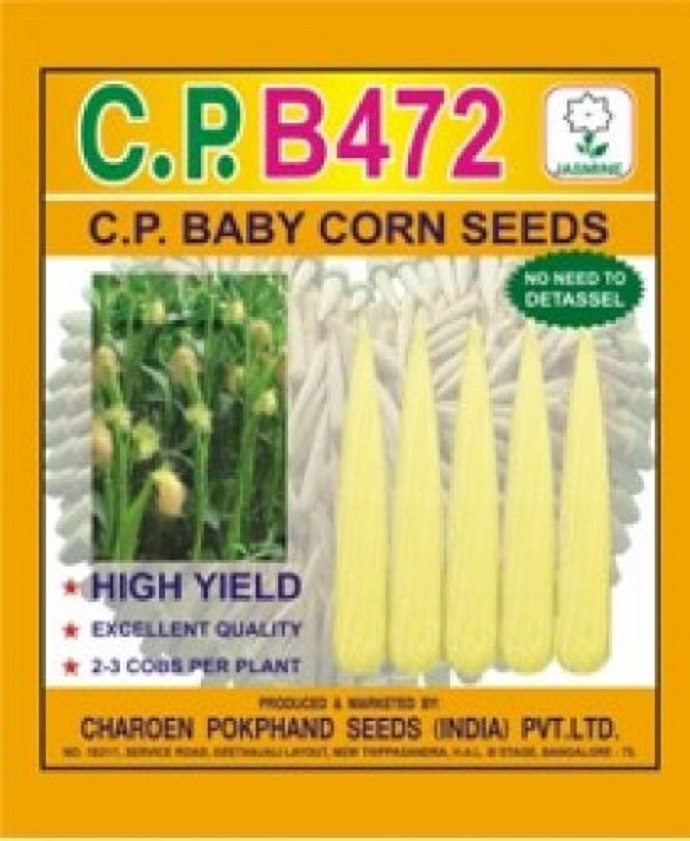 C.P. B472
JASMINE
C.P. BABY CORN SEEDS
NO NEED TO
DETASSEL
★ HIGH YIELD
★ EXCELLENT QUALITY
★ 2-3 COBS PER PLANT
PRODUCED & MARKETED BY:
CHAROEN POKPHAND SEEDS (INDIA) PVT.LTD.
SERVICE ROAD, GEETANJALI LAYOUT, NEW THIPPASANDRA, H.A.L. STAGE, BANGALORE - 75.